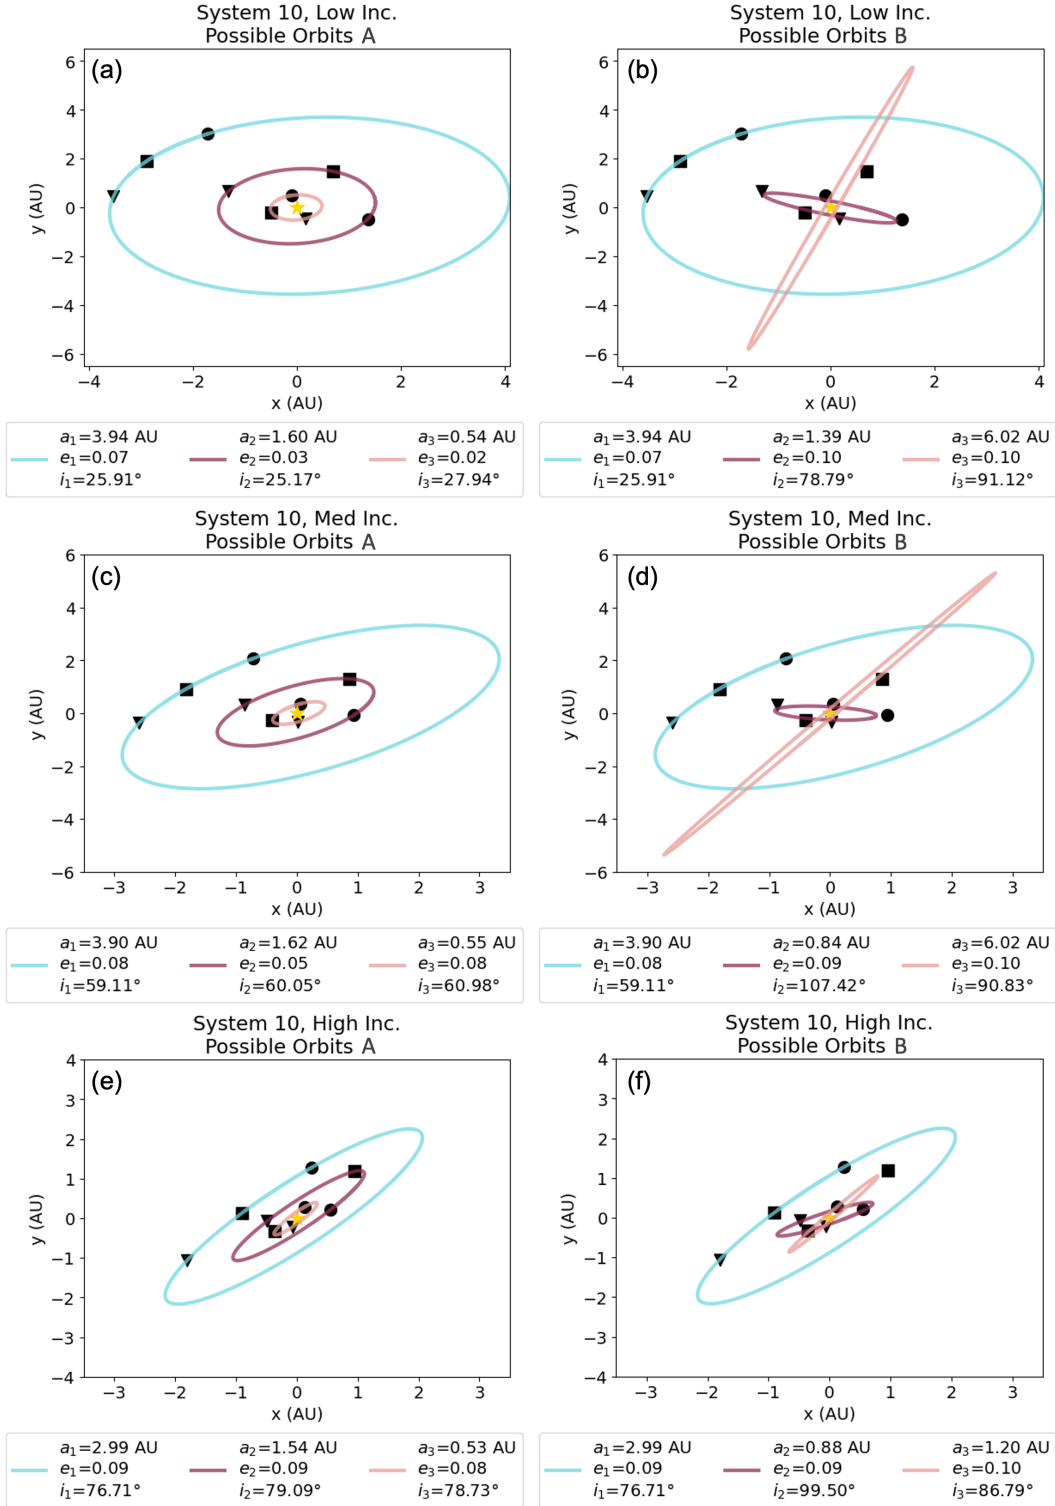 System 10, Low Inc.
Possible Orbits A
(a)
6
4
2
0
−2
−4
−6
y (AU)
−4 −2 0 2 4
x (AU)
a₁=3.94 AU a₂=1.60 AU a₃=0.54 AU
e₁=0.07 e₂=0.03 e₃=0.02
i₁=25.91° i₂=25.17° i₃=27.94°
System 10, Low Inc.
Possible Orbits B
(b)
6
4
2
0
−2
−4
−6
y (AU)
−4 −2 0 2 4
x (AU)
a₁=3.94 AU a₂=1.39 AU a₃=6.02 AU
e₁=0.07 e₂=0.10 e₃=0.10
i₁=25.91° i₂=78.79° i₃=91.12°
System 10, Med Inc.
Possible Orbits A
(c)
6
4
2
0
−2
−4
−6
y (AU)
−3 −2 −1 0 1 2 3
x (AU)
a₁=3.90 AU a₂=1.62 AU a₃=0.55 AU
e₁=0.08 e₂=0.05 e₃=0.08
i₁=59.11° i₂=60.05° i₃=60.98°
System 10, Med Inc.
Possible Orbits B
(d)
6
4
2
0
−2
−4
−6
y (AU)
−3 −2 −1 0 1 2 3
x (AU)
a₁=3.90 AU a₂=0.84 AU a₃=6.02 AU
e₁=0.08 e₂=0.09 e₃=0.10
i₁=59.11° i₂=107.42° i₃=90.83°
System 10, High Inc.
Possible Orbits A
(e)
4
3
2
1
0
−1
−2
−3
−4
y (AU)
−3 −2 −1 0 1 2 3
x (AU)
a₁=2.99 AU a₂=1.54 AU a₃=0.53 AU
e₁=0.09 e₂=0.09 e₃=0.08
i₁=76.71° i₂=79.09° i₃=78.73°
System 10, High Inc.
Possible Orbits B
(f)
4
3
2
1
0
−1
−2
−3
−4
y (AU)
−3 −2 −1 0 1 2 3
x (AU)
a₁=2.99 AU a₂=0.88 AU a₃=1.20 AU
e₁=0.09 e₂=0.09 e₃=0.10
i₁=76.71° i₂=99.50° i₃=86.79°